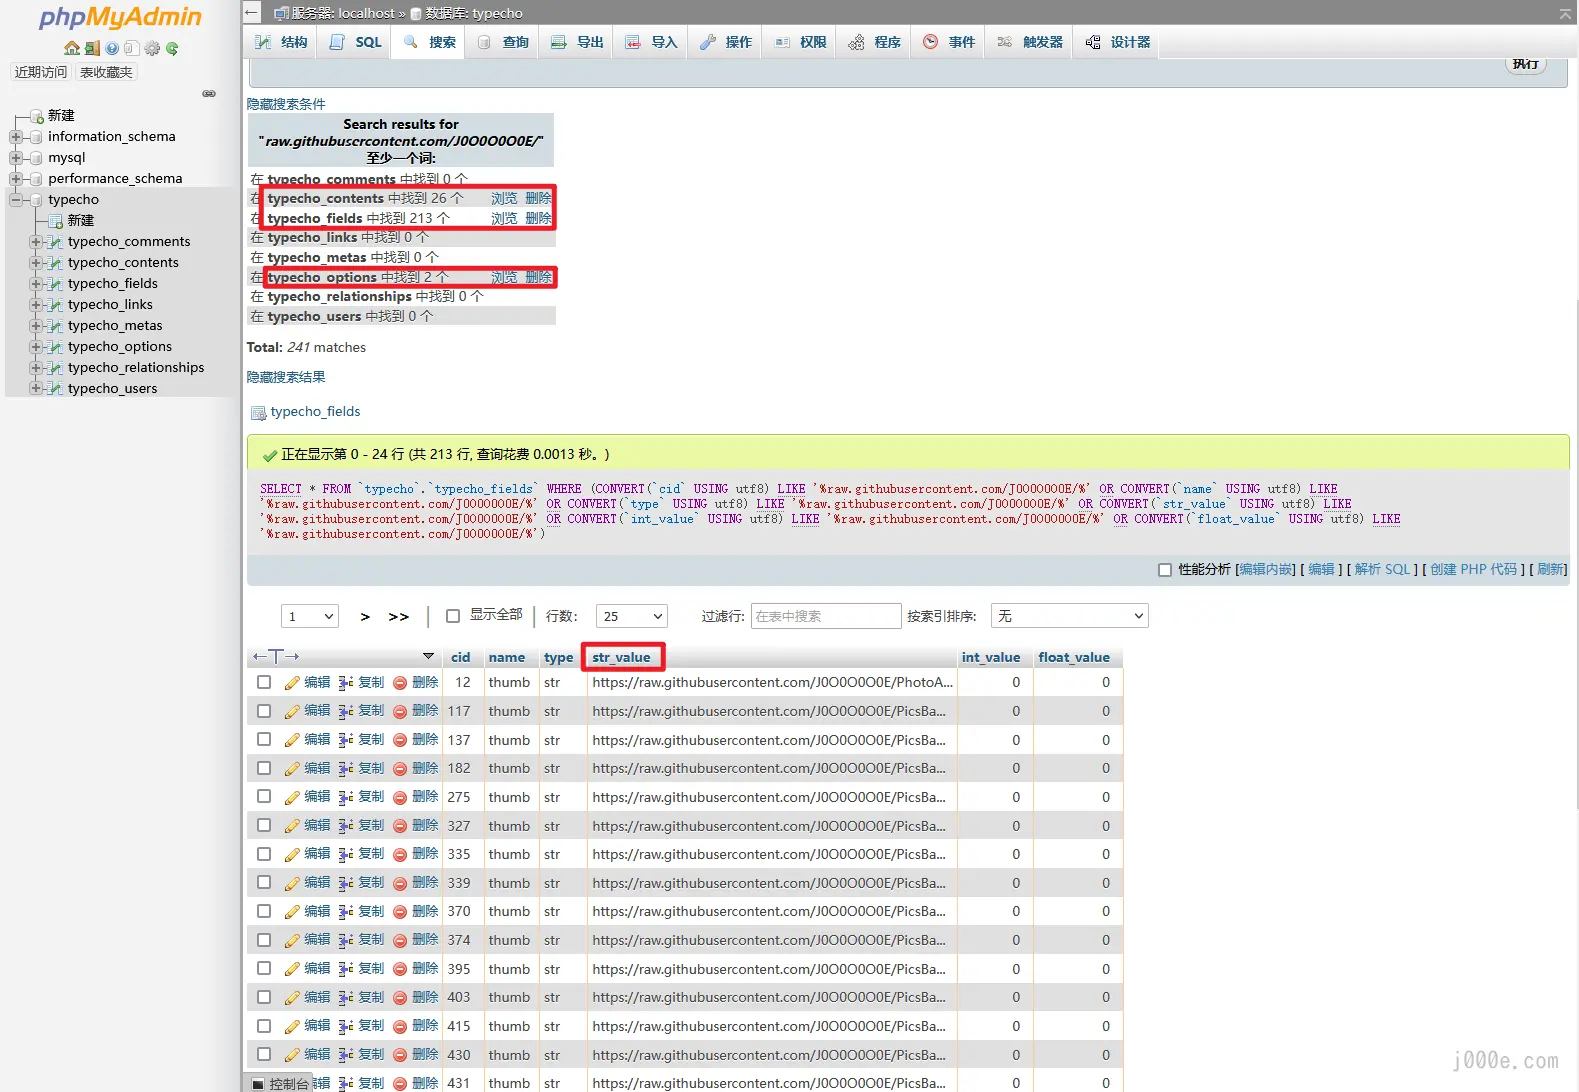 phpMyAdmin
近期访问 表收藏夹
新建
information_schema
mysql
performance_schema
typecho
新建
typecho_comments
typecho_contents
typecho_fields
typecho_links
typecho_metas
typecho_options
typecho_relationships
typecho_users
服务器: localhost » 数据库: typecho
结构 SQL 搜索 查询 导出 导入 操作 权限 程序 事件 触发器 设计器
执行
隐藏搜索条件
Search results for
"raw.githubusercontent.com/J0O0O0O0E/"
至少一个词:
在 typecho_comments 中找到 0 个
在 typecho_contents 中找到 26 个 浏览 删除
在 typecho_fields 中找到 213 个 浏览 删除
在 typecho_links 中找到 0 个
在 typecho_metas 中找到 0 个
在 typecho_options 中找到 2 个 浏览 删除
在 typecho_relationships 中找到 0 个
在 typecho_users 中找到 0 个
Total: 241 matches
隐藏搜索结果
typecho_fields
正在显示第 0 - 24 行 (共 213 行, 查询花费 0.0013 秒。)
SELECT * FROM `typecho`.`typecho_fields` WHERE (CONVERT(`cid` USING utf8) LIKE '%raw.githubusercontent.com/J0O0O0O0E/%' OR CONVERT(`name` USING utf8) LIKE
'%raw.githubusercontent.com/J0O0O0O0E/%' OR CONVERT(`type` USING utf8) LIKE '%raw.githubusercontent.com/J0O0O0O0E/%' OR CONVERT(`str_value` USING utf8) LIKE
'%raw.githubusercontent.com/J0O0O0O0E/%' OR CONVERT(`int_value` USING utf8) LIKE '%raw.githubusercontent.com/J0O0O0O0E/%' OR CONVERT(`float_value` USING utf8) LIKE
'%raw.githubusercontent.com/J0O0O0O0E/%')
性能分析 [编辑内嵌] [ 编辑 ] [ 解析 SQL ] [ 创建 PHP 代码 ] [ 刷新]
1 > >> | 显示全部 | 行数: 25 过滤行: 在表中搜索 按索引排序: 无
←T→ cid name type str_value int_value float_value
编辑 复制 删除 12 thumb str https://raw.githubusercontent.com/J0O0O0O0E/PhotoA... 0 0
编辑 复制 删除 117 thumb str https://raw.githubusercontent.com/J0O0O0O0E/PicsBa... 0 0
编辑 复制 删除 137 thumb str https://raw.githubusercontent.com/J0O0O0O0E/PicsBa... 0 0
编辑 复制 删除 182 thumb str https://raw.githubusercontent.com/J0O0O0O0E/PicsBa... 0 0
编辑 复制 删除 275 thumb str https://raw.githubusercontent.com/J0O0O0O0E/PicsBa... 0 0
编辑 复制 删除 327 thumb str https://raw.githubusercontent.com/J0O0O0O0E/PicsBa... 0 0
编辑 复制 删除 335 thumb str https://raw.githubusercontent.com/J0O0O0O0E/PicsBa... 0 0
编辑 复制 删除 339 thumb str https://raw.githubusercontent.com/J0O0O0O0E/PicsBa... 0 0
编辑 复制 删除 370 thumb str https://raw.githubusercontent.com/J0O0O0O0E/PicsBa... 0 0
编辑 复制 删除 374 thumb str https://raw.githubusercontent.com/J0O0O0O0E/PicsBa... 0 0
编辑 复制 删除 395 thumb str https://raw.githubusercontent.com/J0O0O0O0E/PicsBa... 0 0
编辑 复制 删除 403 thumb str https://raw.githubusercontent.com/J0O0O0O0E/PicsBa... 0 0
编辑 复制 删除 415 thumb str https://raw.githubusercontent.com/J0O0O0O0E/PicsBa... 0 0
编辑 复制 删除 430 thumb str https://raw.githubusercontent.com/J0O0O0O0E/PicsBa... 0 0
控制台 编辑 复制 删除 431 thumb str https://raw.githubusercontent.com/J0O0O0O0E/PicsBa... 0 0
j000e.com